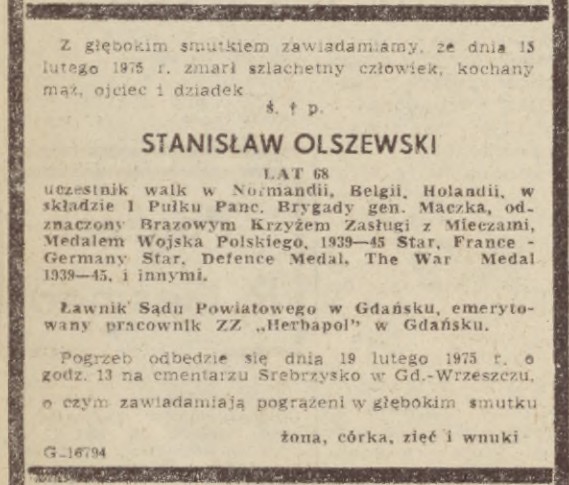 Z głębokim smutkiem zawiadamiamy, że dnia 15
lutego 1975 r. zmarł szlachetny człowiek, kochany
mąż, ojciec i dziadek
ś. † p.
STANISŁAW OLSZEWSKI
LAT 68
uczestnik walk w Normandii, Belgii, Holandii, w
składzie 1 Pułku Panc. Brygady gen. Maczka, od-
znaczony Brązowym Krzyżem Zasługi z Mieczami,
Medalem Wojska Polskiego, 1939—45 Star, France -
Germany Star, Defence Medal, The War Medal
1939—45, i innymi.
Ławnik Sądu Powiatowego w Gdańsku, emeryto-
wany pracownik ZZ „Herbapol" w Gdańsku.
Pogrzeb odbędzie się dnia 19 lutego 1975 r. o
godz. 13 na cmentarzu Srebrzysko w Gd.-Wrzeszczu,
o czym zawiadamiają pogrążeni w głębokim smutku
żona, córka, zięć i wnuki
G-16794